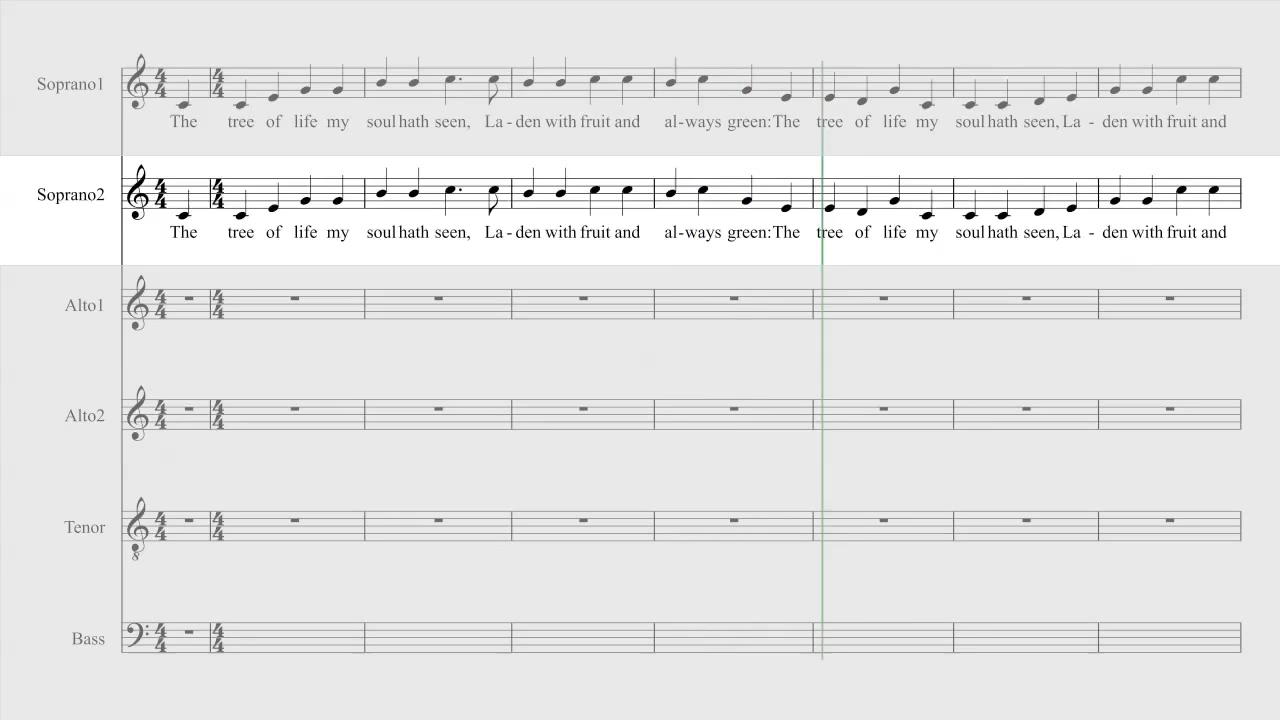 Soprano1
The tree of life my soul hath seen, La - den with fruit and al - ways green: The tree of life my soul hath seen, La - den with fruit and
Soprano2
The tree of life my soul hath seen, La - den with fruit and al - ways green: The tree of life my soul hath seen, La - den with fruit and
Alto1
Alto2
Tenor
8
Bass